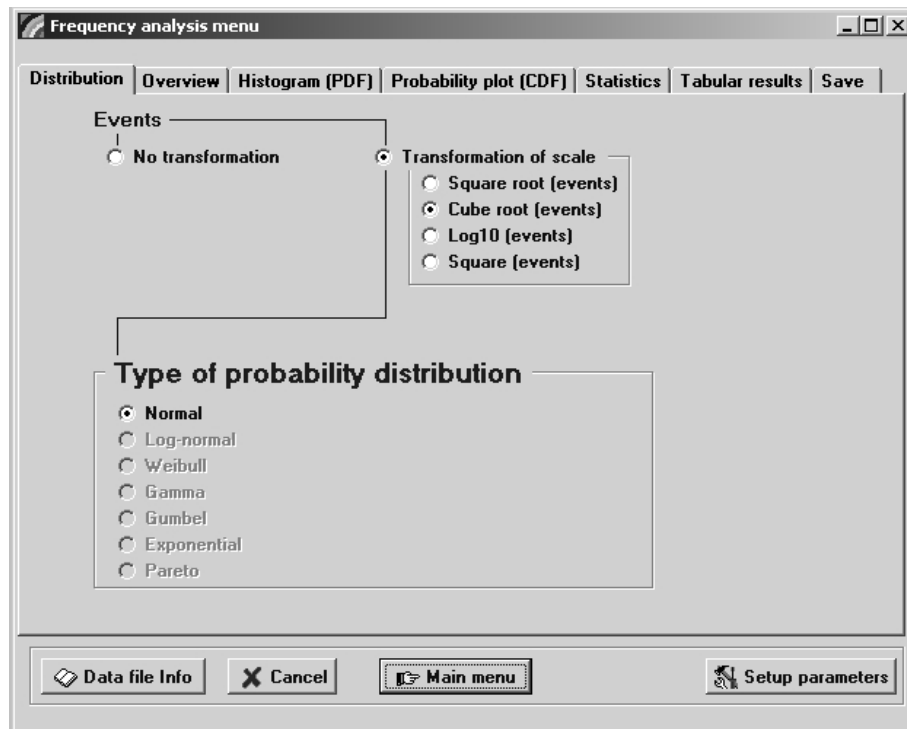 Frequency analysis menu
Distribution Overview Histogram (PDF) Probability plot (CDF) Statistics Tabular results Save
Events
No transformation
Transformation of scale
Square root (events)
Cube root (events)
Log10 (events)
Square (events)
Type of probability distribution
Normal
Log-normal
Weibull
Gamma
Gumbel
Exponential
Pareto
Data file Info Cancel Main menu Setup parameters